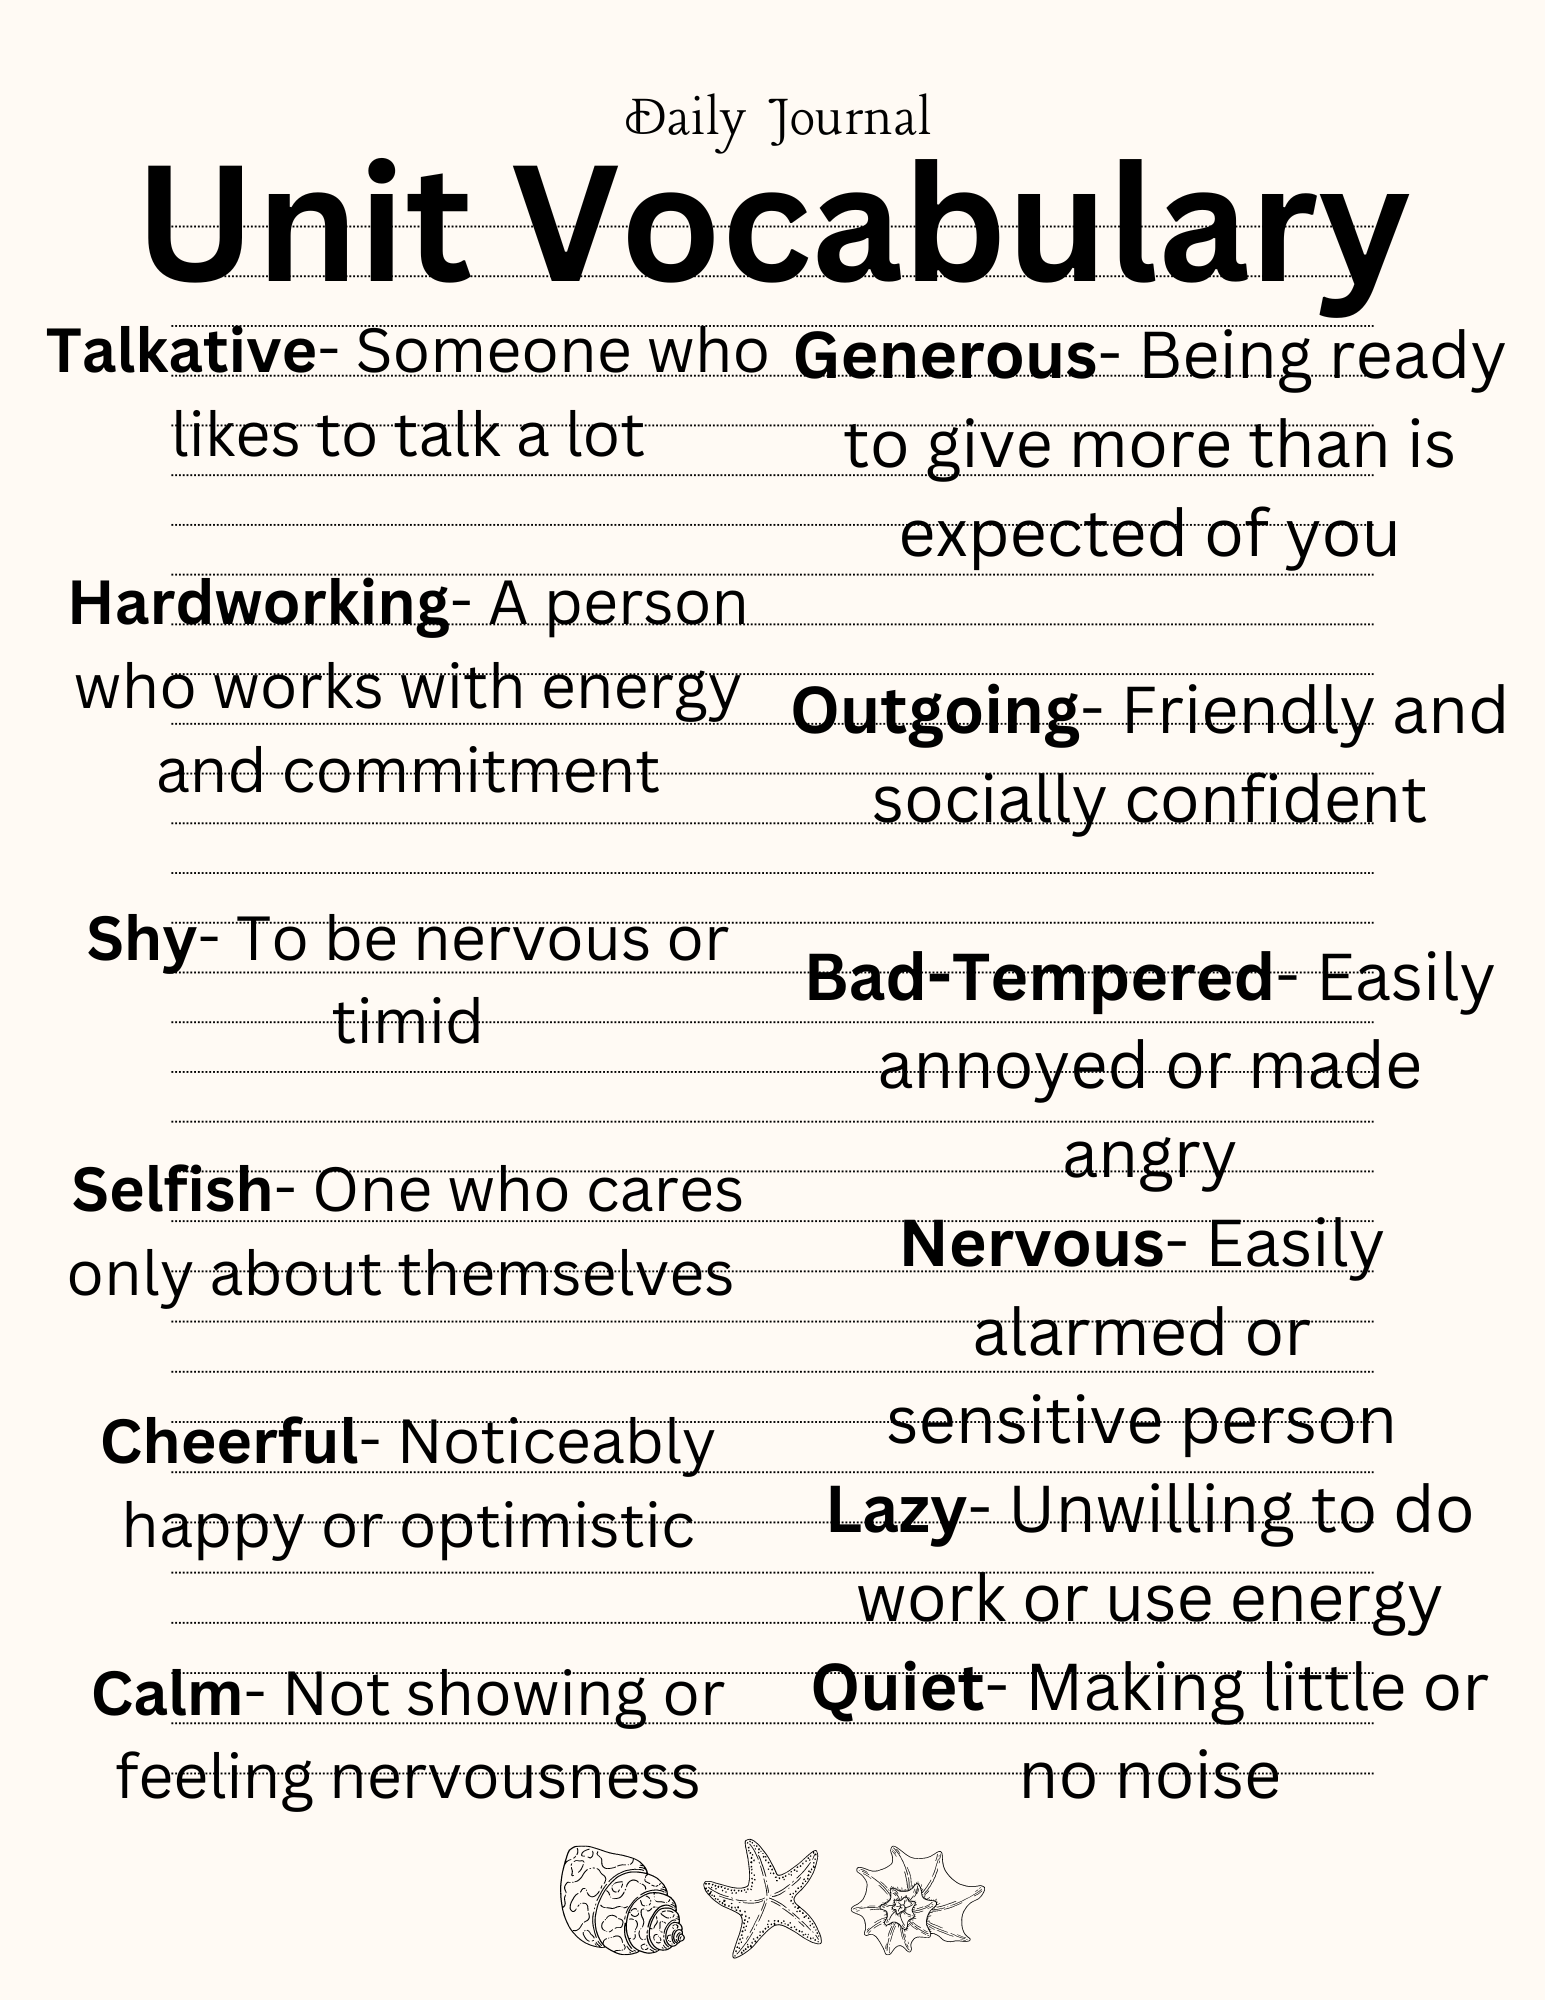 Daily Journal
Unit Vocabulary
Talkative- Someone who
likes to talk a lot
Hardworking- A person
who works with energy
and commitment
Shy- To be nervous or
timid
Selfish- One who cares
only about themselves
Cheerful- Noticeably
happy or optimistic
Calm- Not showing or
feeling nervousness
Generous- Being ready
to give more than is
expected of you
Outgoing- Friendly and
socially confident
Bad-Tempered- Easily
annoyed or made
angry
Nervous- Easily
alarmed or
sensitive person
Lazy- Unwilling to do
work or use energy
Quiet- Making little or
no noise